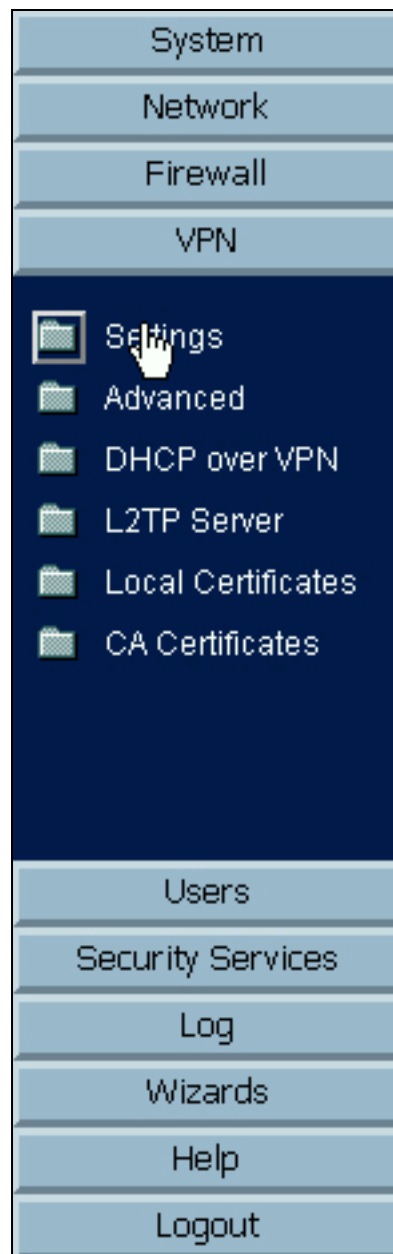 System
Network
Firewall
VPN
Settings
Advanced
DHCP over VPN
L2TP Server
Local Certificates
CA Certificates
Users
Security Services
Log
Wizards
Help
Logout